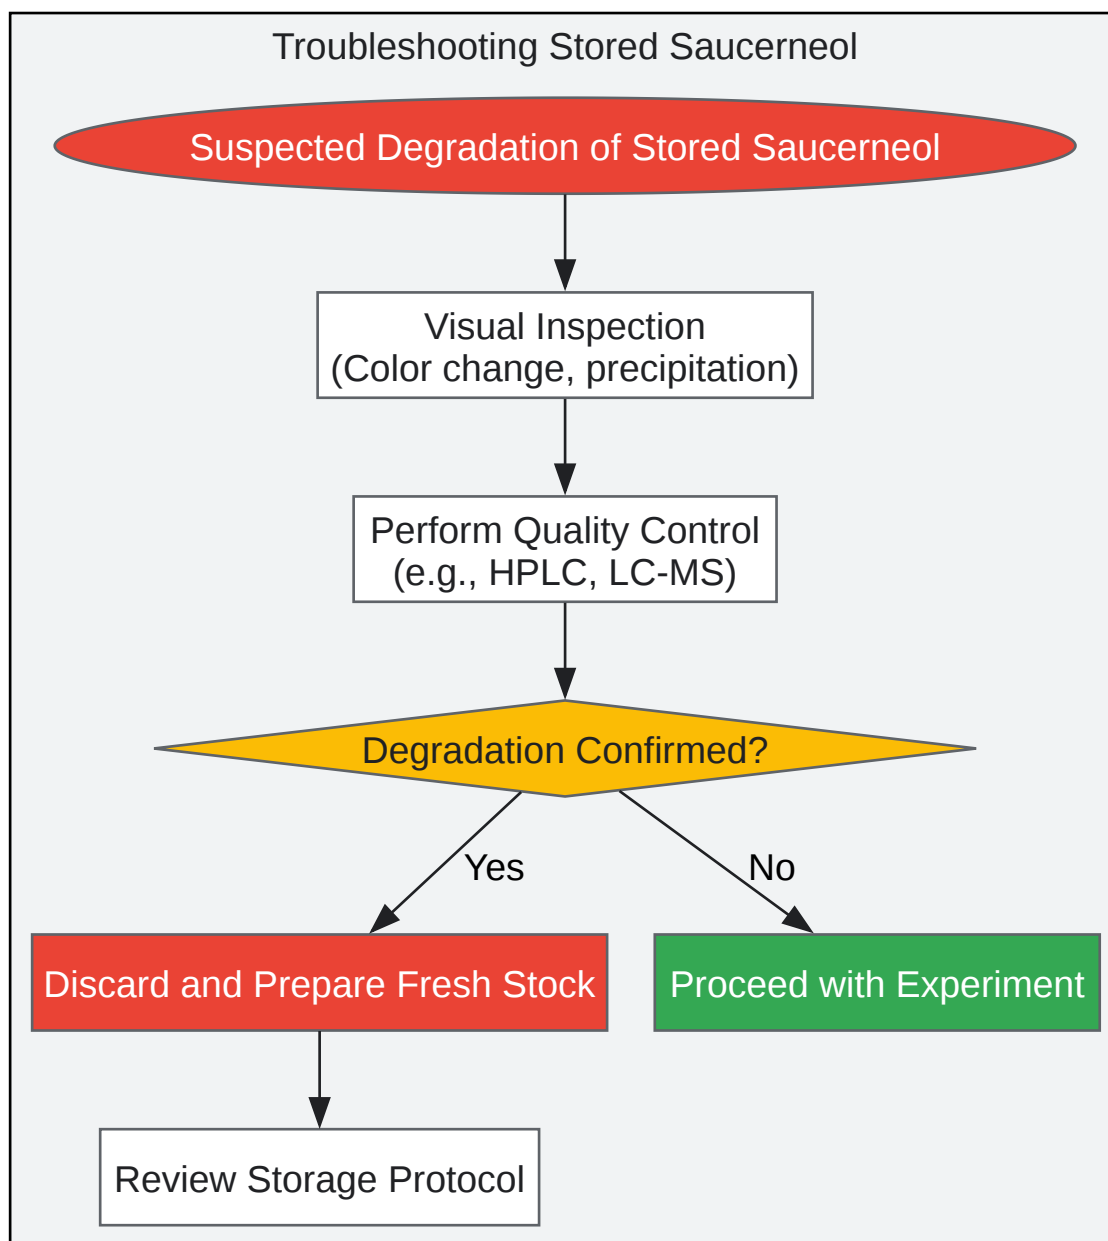 Troubleshooting Stored Saucerneol
Suspected Degradation of Stored Saucerneol
Visual Inspection
(Color change, precipitation)
Perform Quality Control
(e.g., HPLC, LC-MS)
Degradation Confirmed?
Yes
No
Discard and Prepare Fresh Stock
Proceed with Experiment
Review Storage Protocol